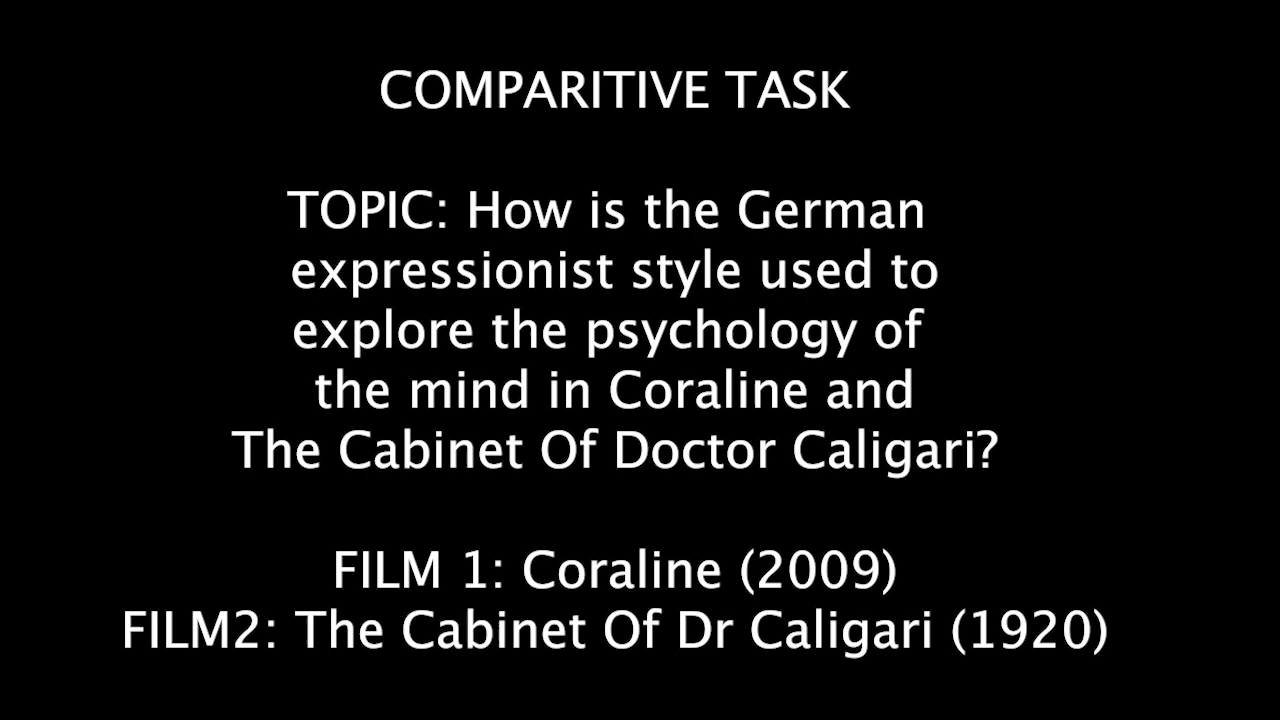 COMPARITIVE TASK
TOPIC: How is the German
expressionist style used to
explore the psychology of
the mind in Coraline and
The Cabinet Of Doctor Caligari?
FILM 1: Coraline (2009)
FILM2: The Cabinet Of Dr Caligari (1920)